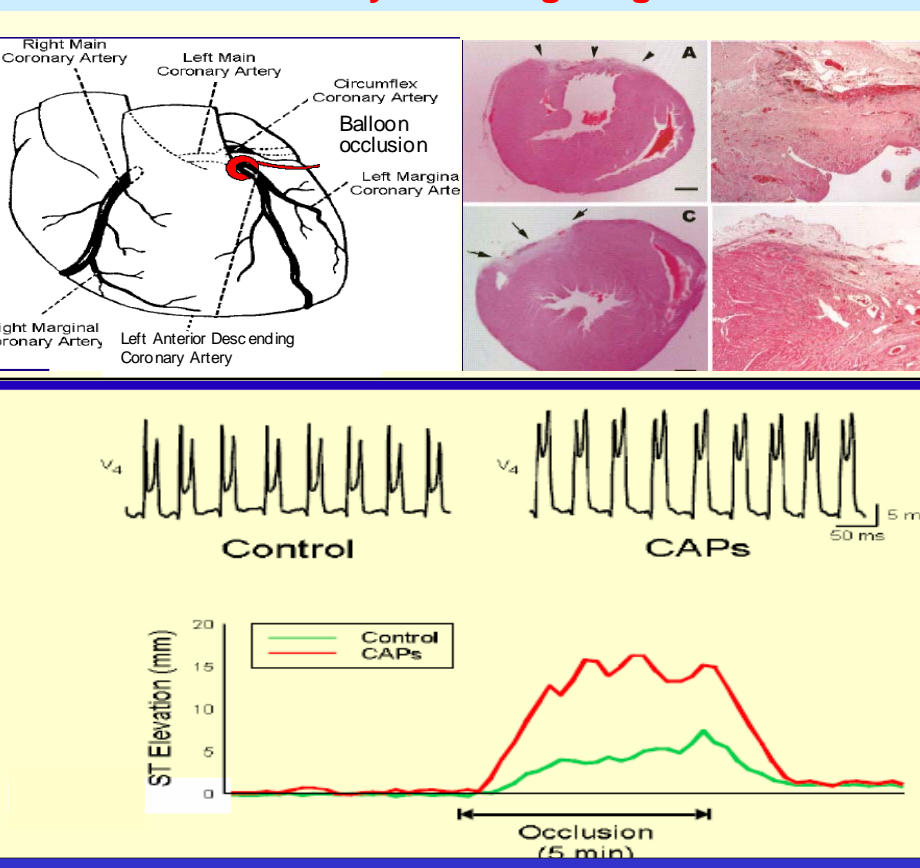 Right Main
Coronary Artery
Left Main
Coronary Artery
Circumflex
Coronary Artery
Balloon
occlusion
Left Margina
Coronary Arte
ight Marginal
ronary Artery
Left Anterior Descending
Coronary Artery
A
C
V4
Control
V4
CAPs
5 m
50 ms
ST Elevation (mm)
20
15
10
5
0
Control
CAPs
Occlusion
(5 min)